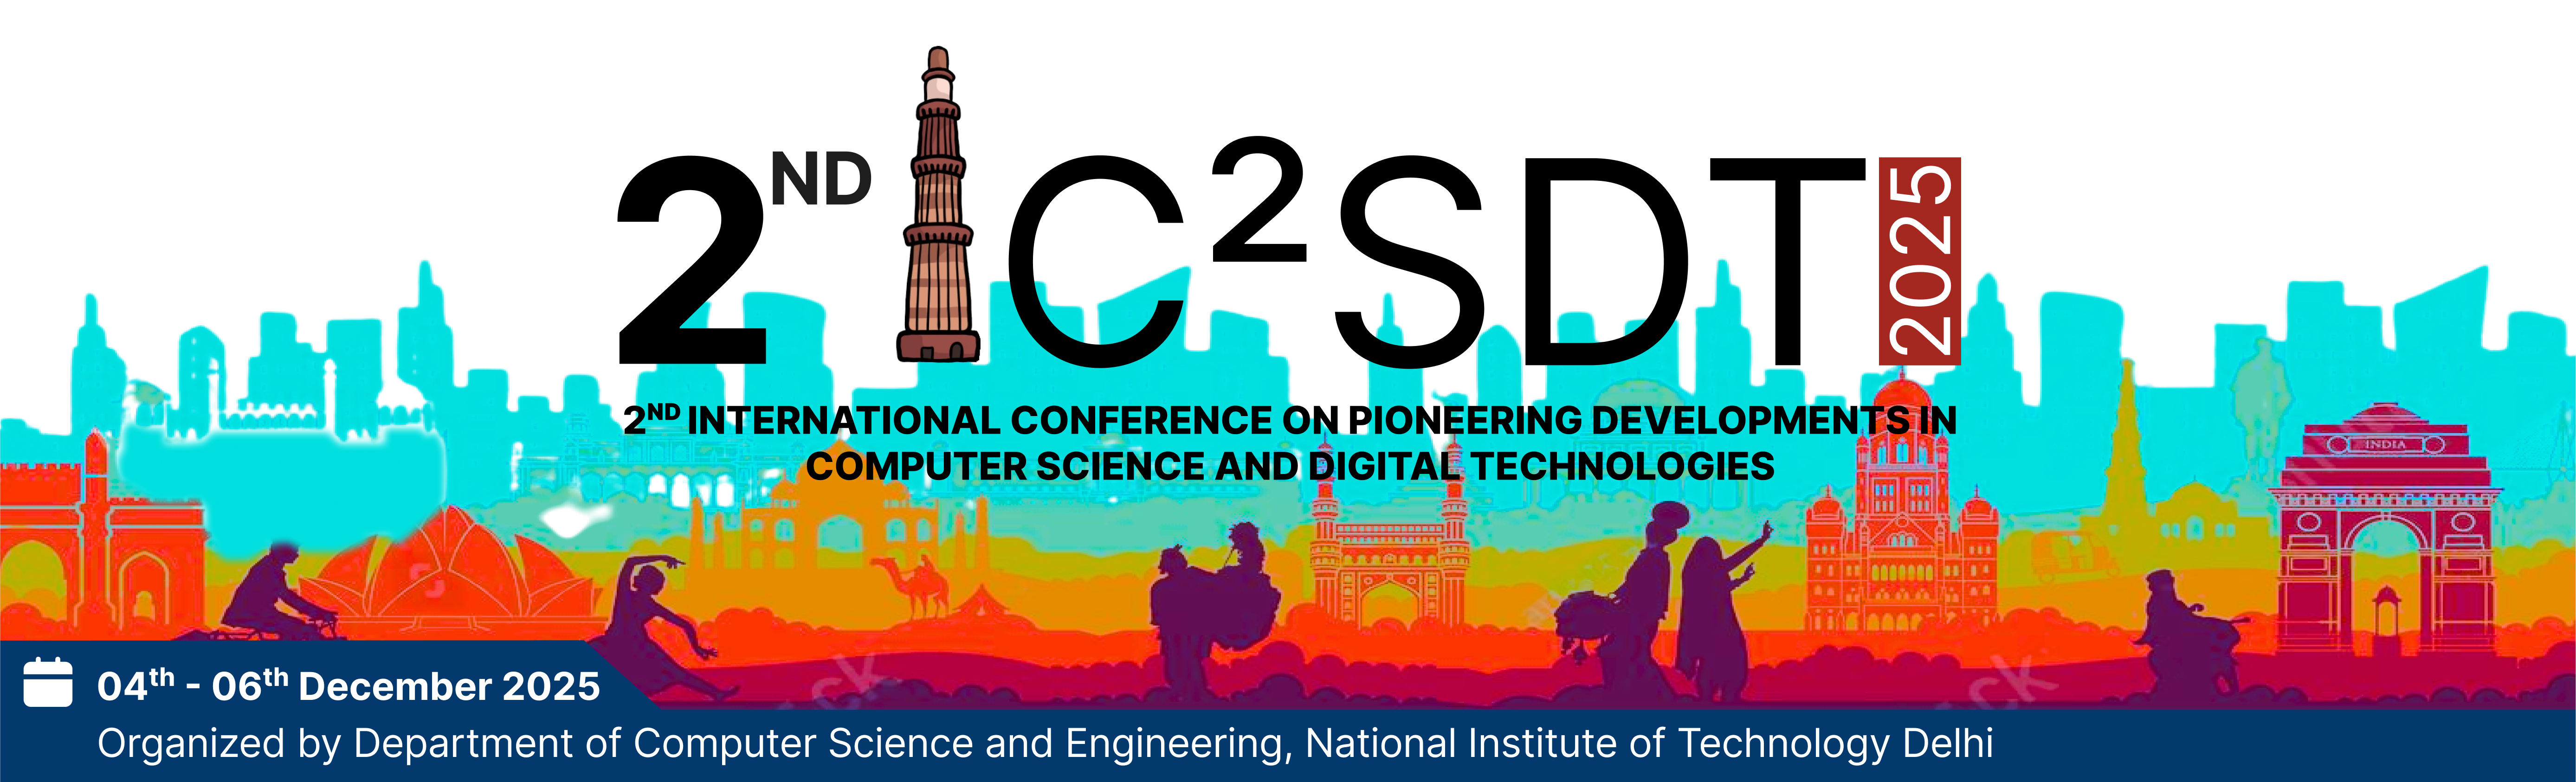 2ND IC²SDT 2025
2ND INTERNATIONAL CONFERENCE ON PIONEERING DEVELOPMENTS IN
COMPUTER SCIENCE AND DIGITAL TECHNOLOGIES
INDIA
04th - 06th December 2025
Organized by Department of Computer Science and Engineering, National Institute of Technology Delhi